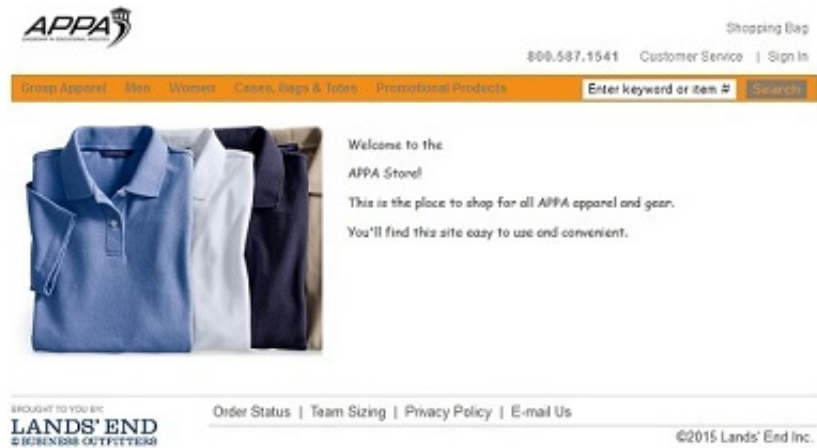 APPA
Shopping Bag
800.587.1541 Customer Service | Sign In
Group Apparel Men Women Cases, Bags & Totes Promotional Products Enter keyword or item # Search
Welcome to the
APPA Store!
This is the place to shop for all APPA apparel and gear.
You'll find this site easy to use and convenient.
BROUGHT TO YOU BY:
LANDS' END
BUSINESS OUTFITTERS
Order Status | Team Sizing | Privacy Policy | E-mail Us
©2015 Lands' End Inc.